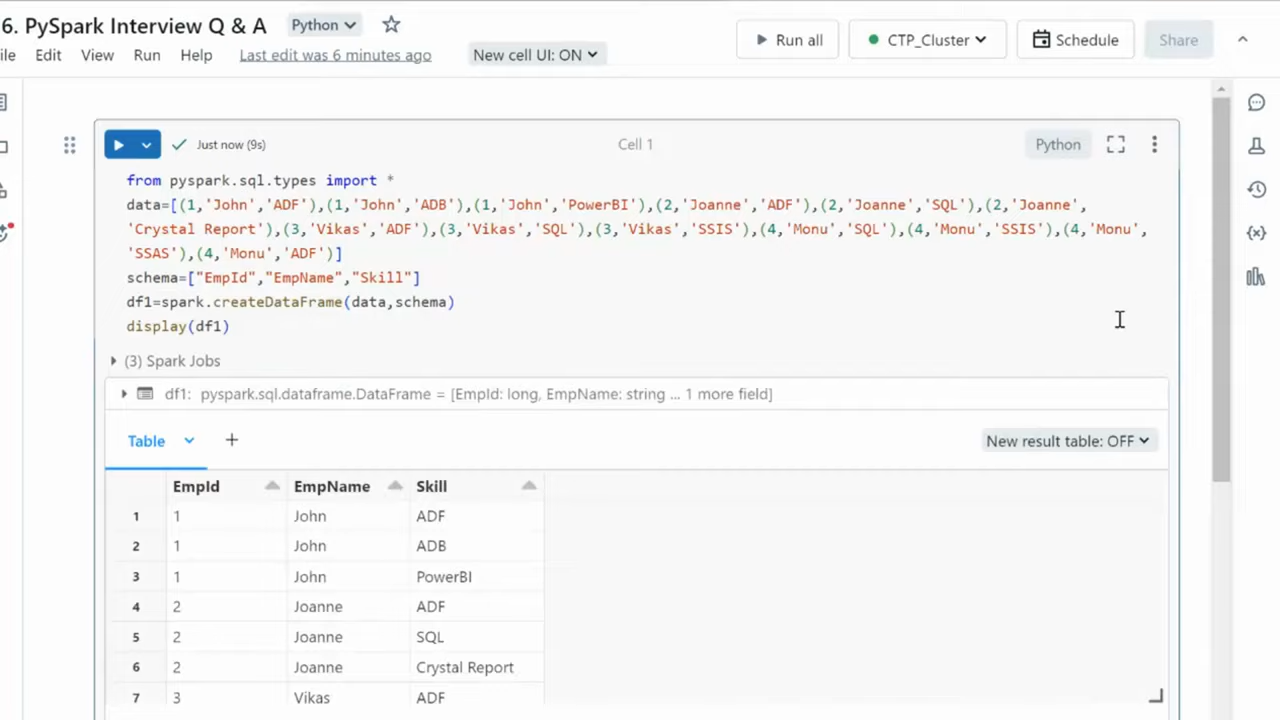 6. PySpark Interview Q & A Python
ile Edit View Run Help Last edit was 6 minutes ago New cell UI: ON
Run all CTP_Cluster Schedule Share
Just now (9s) Cell 1 Python
from pyspark.sql.types import *
data=[(1,'John','ADF'),(1,'John','ADB'),(1,'John','PowerBI'),(2,'Joanne','ADF'),(2,'Joanne','SQL'),(2,'Joanne',
'Crystal Report'),(3,'Vikas','ADF'),(3,'Vikas','SQL'),(3,'Vikas','SSIS'),(4,'Monu','SQL'),(4,'Monu','SSIS'),(4,'Monu',
'SSAS'),(4,'Monu','ADF')]
schema=["EmpId","EmpName","Skill"]
df1=spark.createDataFrame(data,schema)
display(df1)
(3) Spark Jobs
df1: pyspark.sql.dataframe.DataFrame = [EmpId: long, EmpName: string ... 1 more field]
Table + New result table: OFF
EmpId EmpName Skill
1 1 John ADF
2 1 John ADB
3 1 John PowerBI
4 2 Joanne ADF
5 2 Joanne SQL
6 2 Joanne Crystal Report
7 3 Vikas ADF